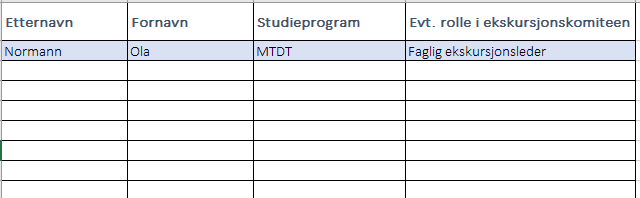 Etternavn Fornavn Studieprogram Evt. rolle i ekskursjonskomiteen
Normann Ola MTDT Faglig ekskursjonsleder